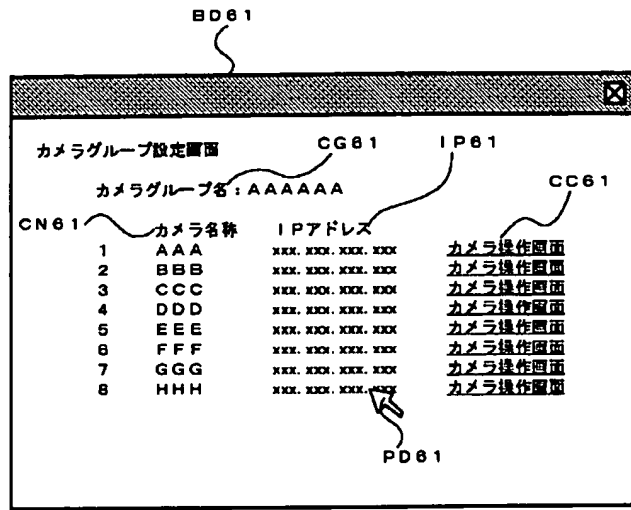 BD61
カメラグループ設定画面
CG61
IP61
カメラグループ名:AAAAAA
CC61
CN61
カメラ名称 IPアドレス
1 AAA xxx.xxx.xxx.xxx カメラ操作画面
2 BBB xxx.xxx.xxx.xxx カメラ操作画面
3 CCC xxx.xxx.xxx.xxx カメラ操作画面
4 DDD xxx.xxx.xxx.xxx カメラ操作画面
5 EEE xxx.xxx.xxx.xxx カメラ操作画面
6 FFF xxx.xxx.xxx.xxx カメラ操作画面
7 GGG xxx.xxx.xxx.xxx カメラ操作画面
8 HHH xxx.xxx.xxx.xxx カメラ操作画面
PD61